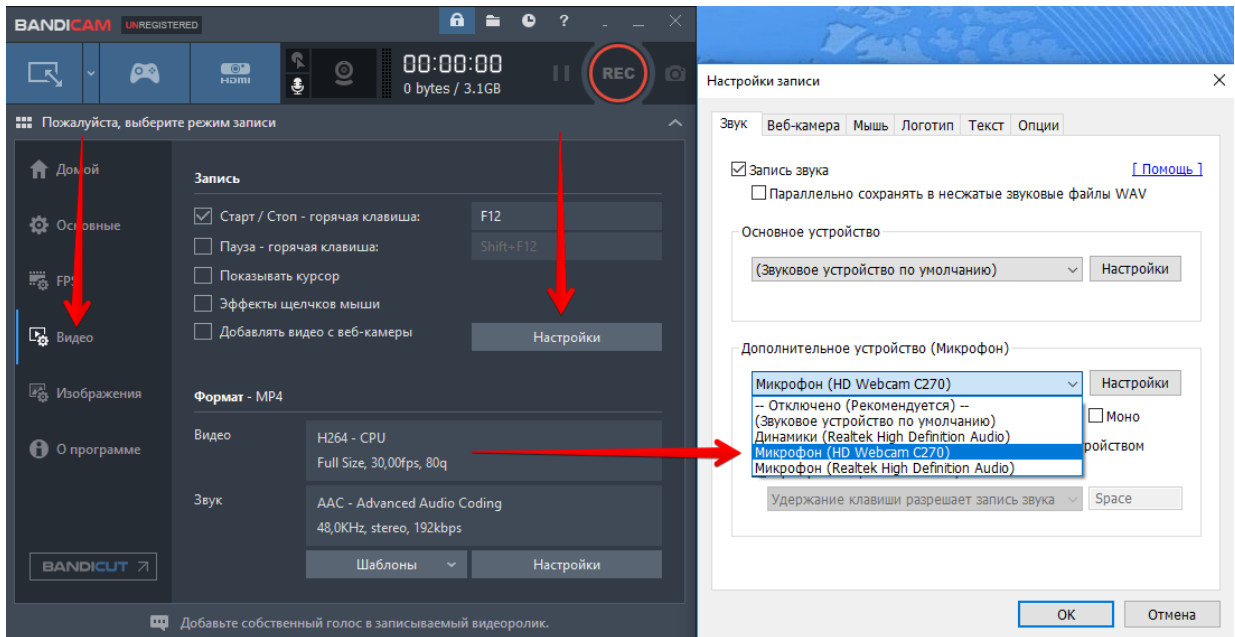 BANDICAM UNREGISTERED
HDMI
00:00:00
0 bytes / 3.1GB
REC
Пожалуйста, выберите режим записи
Домой
Основные
FPS
Видео
Изображения
О программе
BANDICUT
Запись
Старт / Стоп - горячая клавиша:
F12
Пауза - горячая клавиша:
Shift+F12
Показывать курсор
Эффекты щелчков мыши
Добавлять видео с веб-камеры
Настройки
Формат - MP4
Видео
H264 - CPU
Full Size, 30,00fps, 80q
Звук
AAC - Advanced Audio Coding
48,0KHz, stereo, 192kbps
Шаблоны
Настройки
Добавьте собственный голос в записываемый видеоролик.
Настройки записи
Звук Веб-камера Мышь Логотип Текст Опции
Запись звука
[ Помощь ]
Параллельно сохранять в несжатые звуковые файлы WAV
Основное устройство
(Звуковое устройство по умолчанию)
Настройки
Дополнительное устройство (Микрофон)
Микрофон (HD Webcam C270)
Настройки
-- Отключено (Рекомендуется) --
Моно
(Звуковое устройство по умолчанию)
Динамики (Realtek High Definition Audio)
Микрофон (HD Webcam C270)
Микрофон (Realtek High Definition Audio)
Удержание клавиши разрешает запись звука
Space
OK
Отмена